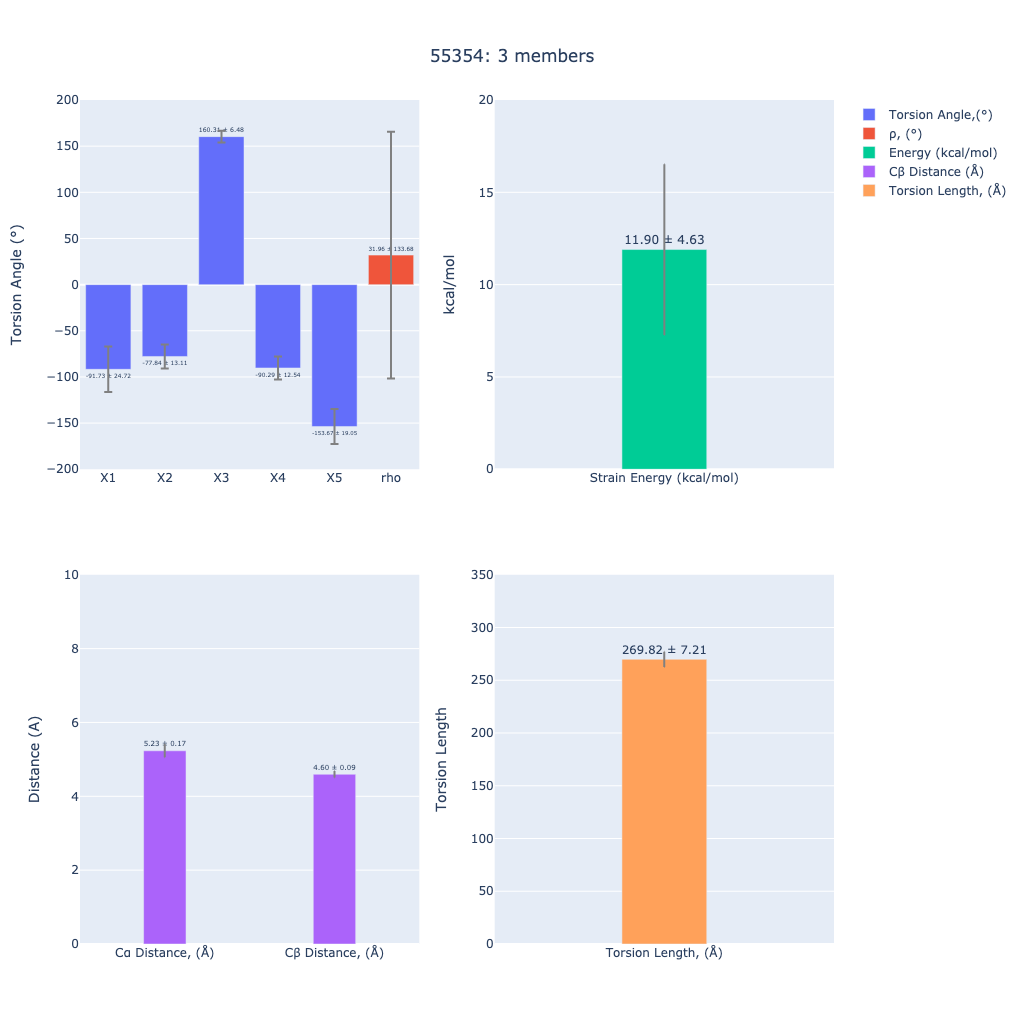 55354: 3 members
Torsion Angle (°)
200
150
100
50
0
−50
−100
−150
−200
160.31 ± 6.48
31.96 ± 133.68
-91.73 ± 24.72
-77.84 ± 13.11
-90.29 ± 12.54
-153.67 ± 19.05
X1 X2 X3 X4 X5 rho
kcal/mol
20
15
10
5
0
11.90 ± 4.63
Strain Energy (kcal/mol)
Torsion Angle,(°)
ρ, (°)
Energy (kcal/mol)
Cβ Distance (Å)
Torsion Length, (Å)
Distance (A)
10
8
6
4
2
0
5.23 ± 0.17
4.60 ± 0.09
Cα Distance, (Å) Cβ Distance, (Å)
Torsion Length
350
300
250
200
150
100
50
0
269.82 ± 7.21
Torsion Length, (Å)